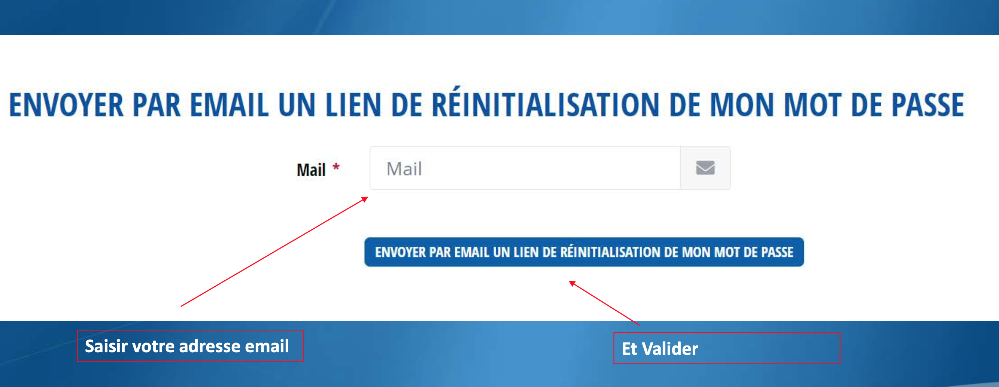 ENVOYER PAR EMAIL UN LIEN DE RÉINITIALISATION DE MON MOT DE PASSE
Mail * Mail
ENVOYER PAR EMAIL UN LIEN DE RÉINITIALISATION DE MON MOT DE PASSE
Saisir votre adresse email
Et Valider